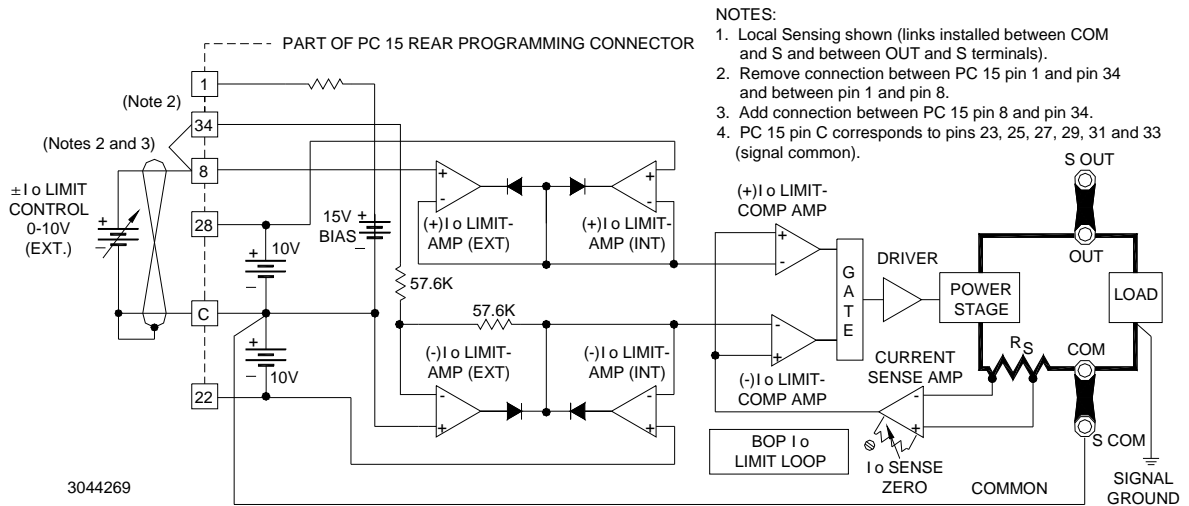 NOTES:
1. Local Sensing shown (links installed between COM
and S and between OUT and S terminals).
2. Remove connection between PC 15 pin 1 and pin 34
and between pin 1 and pin 8.
3. Add connection between PC 15 pin 8 and pin 34.
4. PC 15 pin C corresponds to pins 23, 25, 27, 29, 31 and 33
(signal common).
PART OF PC 15 REAR PROGRAMMING CONNECTOR
1
(Note 2)
34
(Notes 2 and 3)
8
± I o LIMIT
CONTROL
0-10V
(EXT.)
+
–
28
+
10V
–
15V
BIAS
+
–
C
+
10V
–
22
57.6K
57.6K
+
-
(+)I o LIMIT-
AMP (EXT)
+
-
(+)I o LIMIT-
AMP (INT)
(-)I o LIMIT-
AMP (EXT)
-
+
(-)I o LIMIT-
AMP (INT)
-
+
(+)I o LIMIT-
COMP AMP
+
-
-
+
(-)I o LIMIT-
COMP AMP
G
A
T
E
DRIVER
POWER
STAGE
S OUT
OUT
LOAD
RS
COM
CURRENT
SENSE AMP
-
+
S COM
I o SENSE
ZERO
BOP I o
LIMIT LOOP
COMMON
SIGNAL
GROUND
3044269